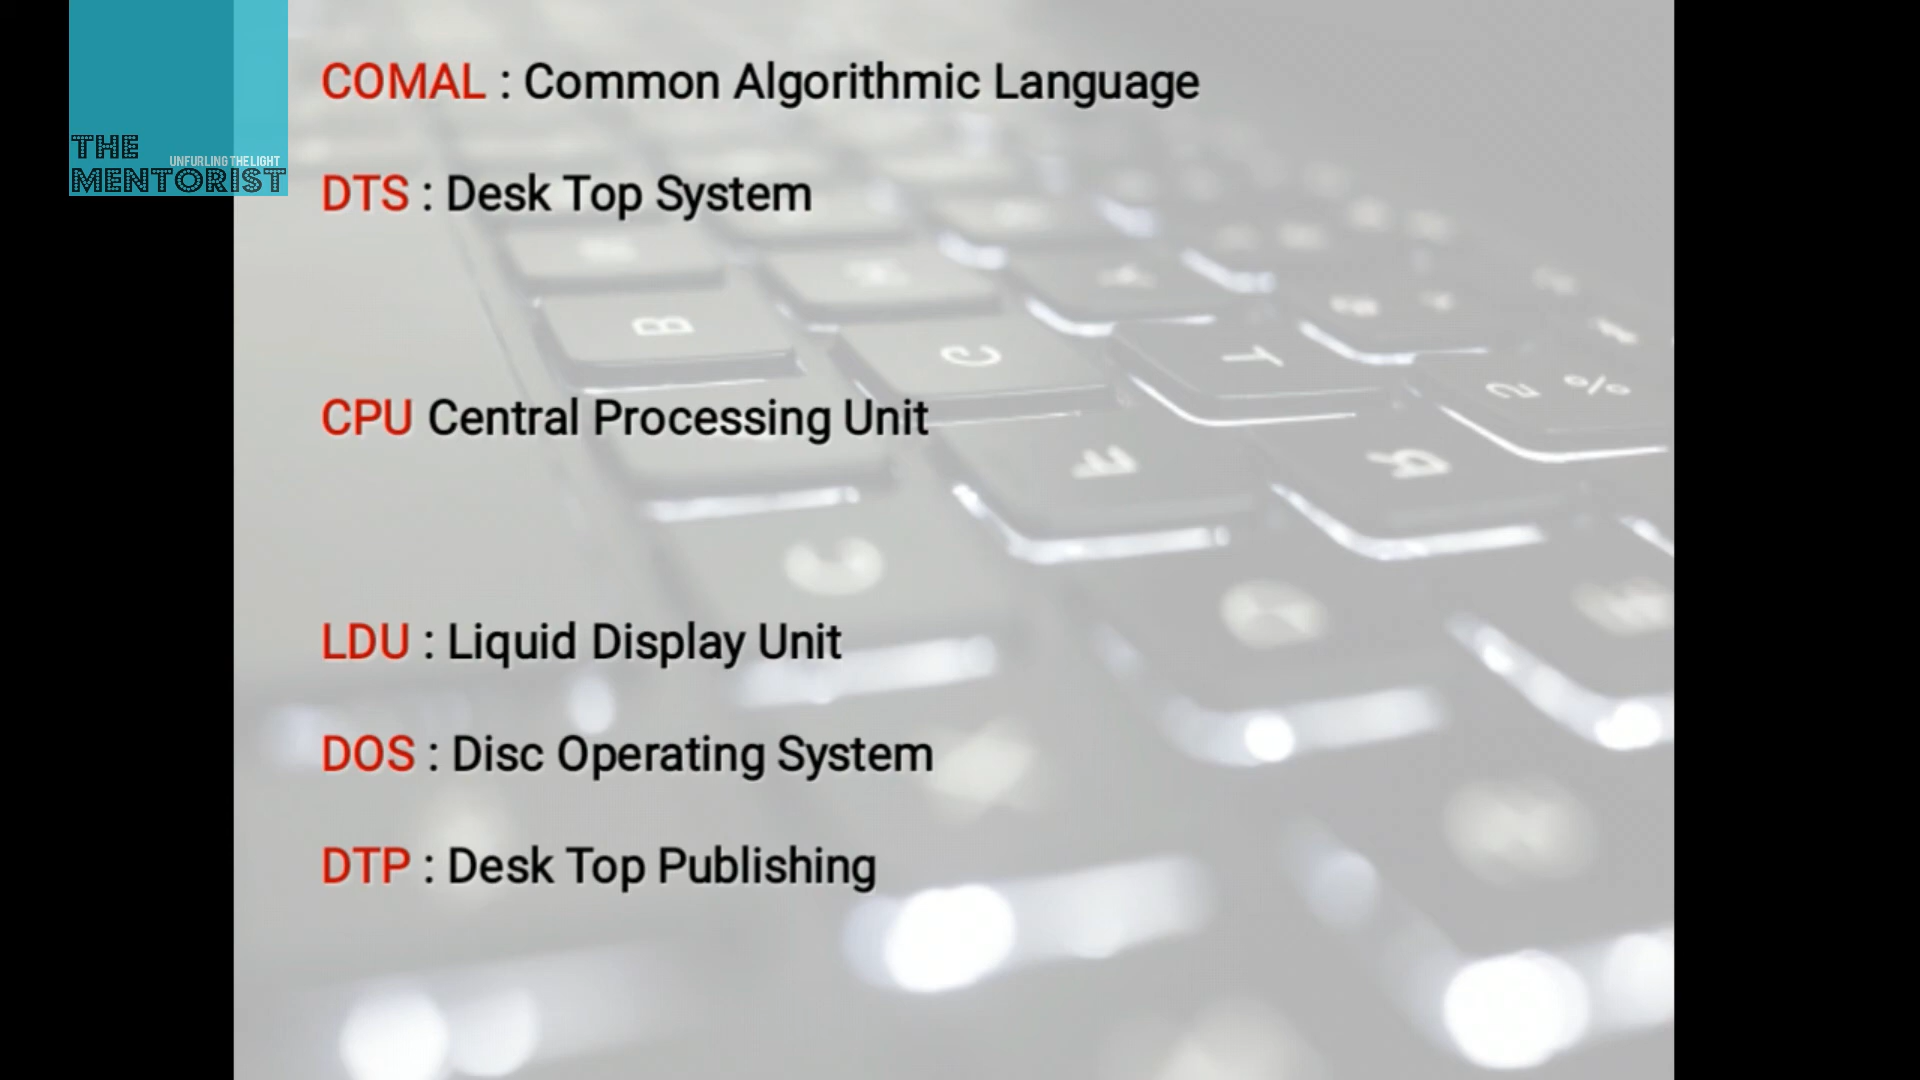 THE
UNFURLING THE LIGHT
MENTORIST
COMAL : Common Algorithmic Language
DTS : Desk Top System
CPU Central Processing Unit
LDU : Liquid Display Unit
DOS : Disc Operating System
DTP : Desk Top Publishing
B
C
T
2 %
F
R